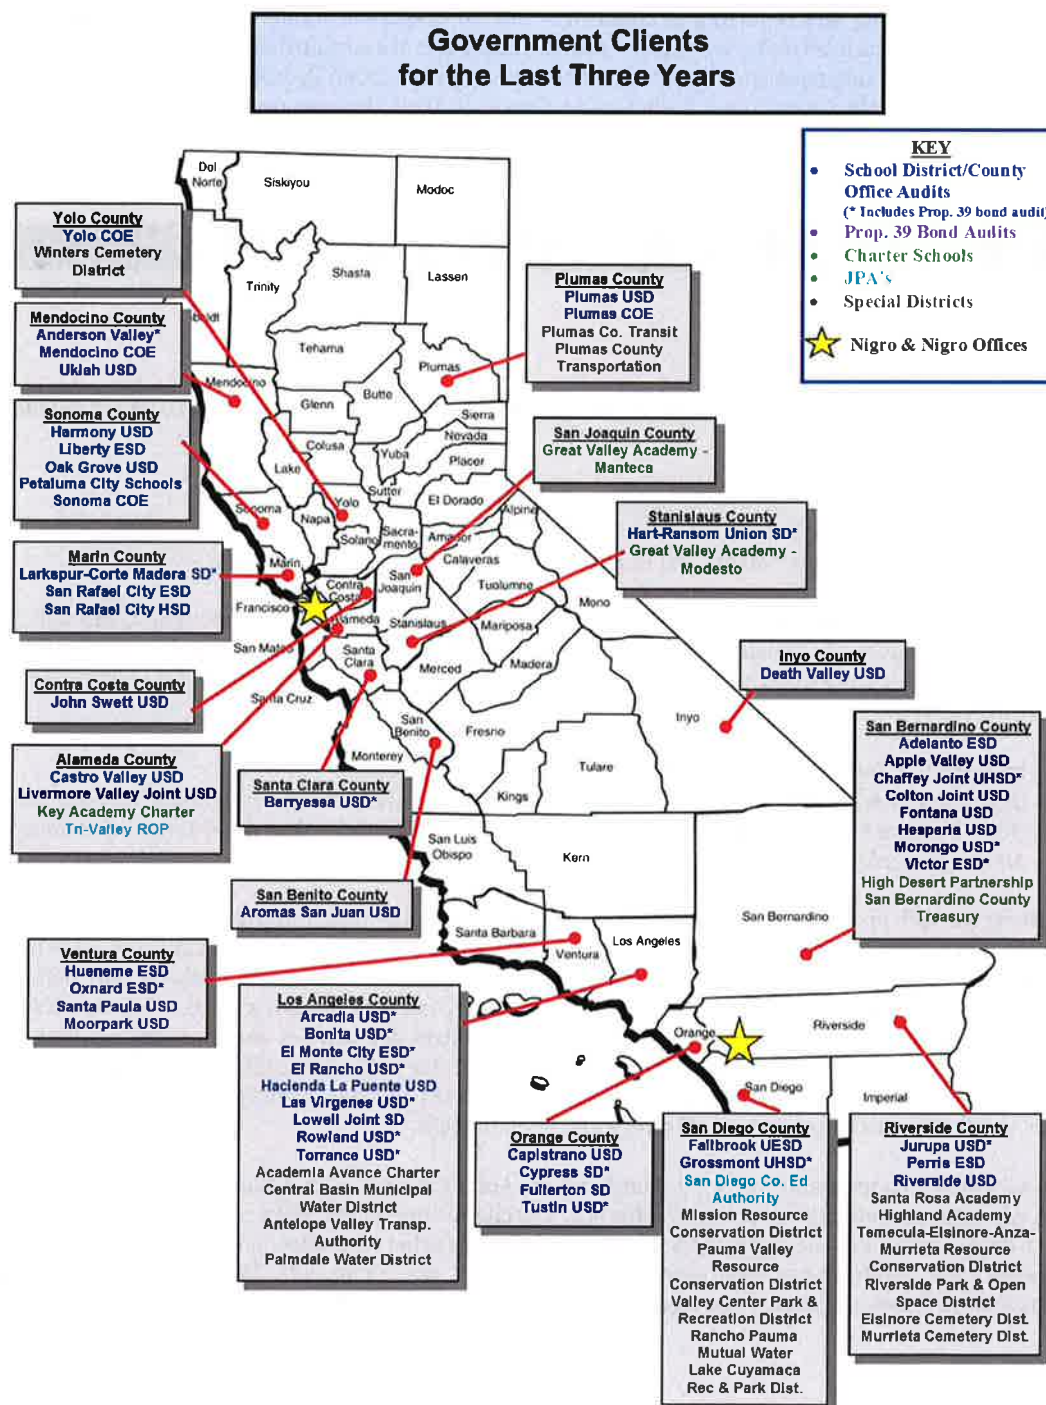 Government Clients
for the Last Three Years
KEY
• School District/County
Office Audits
(* Includes Prop. 39 bond audit)
• Prop. 39 Bond Audits
• Charter Schools
• JPA's
• Special Districts
Nigro & Nigro Offices
Del
Norte
Siskiyou
Modoc
Trinity
Shasta
Lassen
Tehama
Plumas
Mendocino
Glenn
Butte
Sierra
Nevada
Placer
Colusa
Yuba
Lake
Sutter
El Dorado
Alpine
Sonoma
Napa
Yolo
Solano
Sacra-
mento
Amador
Calaveras
Marin
Contra
Costa
San
Joaquin
Tuolumne
Mono
Francisco
Alameda
Stanislaus
Mariposa
San Mateo
Santa
Clara
Merced
Madera
Santa Cruz
San
Benito
Fresno
Inyo
Monterey
Tulare
Kings
San Luis
Obispo
Kern
San Bernardino
Santa Barbara
Ventura
Los Angeles
Orange
Riverside
San Diego
Imperial
Yolo County
Yolo COE
Winters Cemetery
District
Mendocino County
Anderson Valley*
Mendocino COE
Ukiah USD
Sonoma County
Harmony USD
Liberty ESD
Oak Grove USD
Petaluma City Schools
Sonoma COE
Marin County
Larkspur-Corte Madera SD*
San Rafael City ESD
San Rafael City HSD
Contra Costa County
John Swett USD
Alameda County
Castro Valley USD
Livermore Valley Joint USD
Key Academy Charter
Tri-Valley ROP
Plumas County
Plumas USD
Plumas COE
Plumas Co. Transit
Plumas County
Transportation
San Joaquin County
Great Valley Academy -
Manteca
Stanislaus County
Hart-Ransom Union SD*
Great Valley Academy -
Modesto
Inyo County
Death Valley USD
San Bernardino County
Adelanto ESD
Apple Valley USD
Chaffey Joint UHSD*
Colton Joint USD
Fontana USD
Hesperia USD
Morongo USD*
Victor ESD*
High Desert Partnership
San Bernardino County
Treasury
Santa Clara County
Berryessa USD*
San Benito County
Aromas San Juan USD
Ventura County
Hueneme ESD
Oxnard ESD*
Santa Paula USD
Moorpark USD
Los Angeles County
Arcadia USD*
Bonita USD*
El Monte City ESD*
El Rancho USD*
Hacienda La Puente USD
Las Virgenes USD*
Lowell Joint SD
Rowland USD*
Torrance USD*
Academia Avance Charter
Central Basin Municipal
Water District
Antelope Valley Transp.
Authority
Palmdale Water District
Orange County
Capistrano USD
Cypress SD*
Fullerton SD
Tustin USD*
San Diego County
Fallbrook UESD
Grossmont UHSD*
San Diego Co. Ed
Authority
Mission Resource
Conservation District
Pauma Valley
Resource
Conservation District
Valley Center Park &
Recreation District
Rancho Pauma
Mutual Water
Lake Cuyamaca
Rec & Park Dist.
Riverside County
Jurupa USD*
Perris ESD
Riverside USD
Santa Rosa Academy
Highland Academy
Temecula-Elsinore-Anza-
Murrieta Resource
Conservation District
Riverside Park & Open
Space District
Elsinore Cemetery Dist.
Murrieta Cemetery Dist.